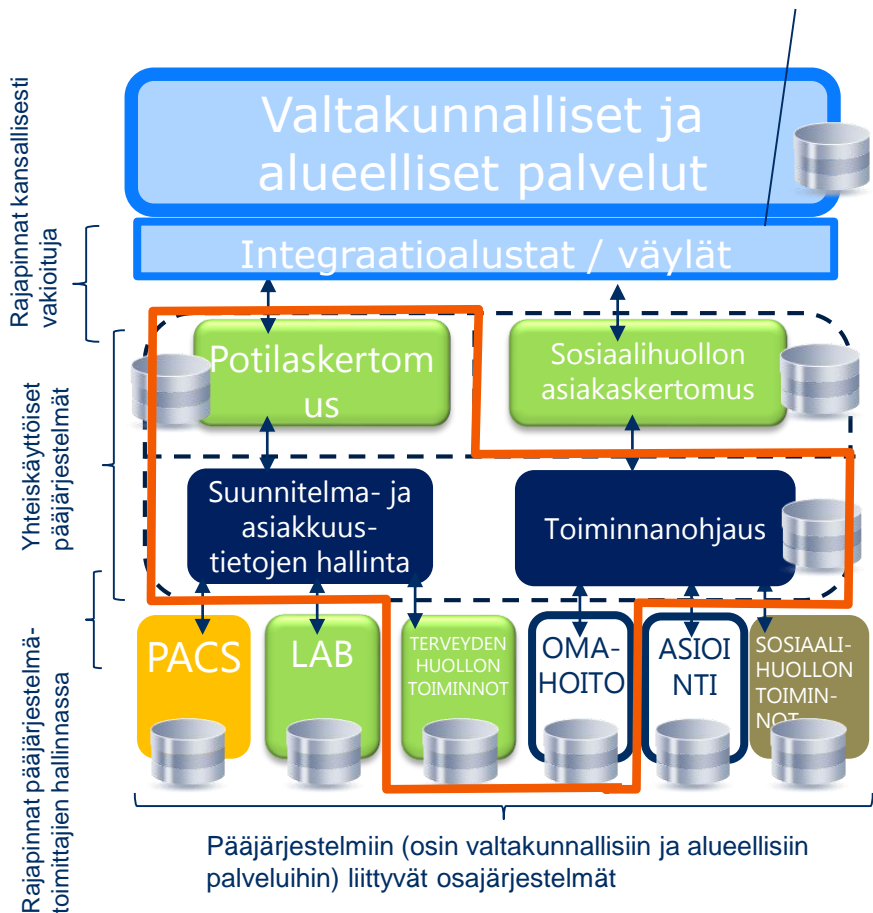 Valtakunnalliset ja
alueelliset palvelut
Integraatioalustat / väylät
Rajapinnat kansallisesti
vakioituja
Potilaskertom
us
Sosiaalihuollon
asiakaskertomus
Yhteiskäyttöiset
pääjärjestelmät
Suunnitelma- ja
asiakkuus-
tietojen hallinta
Toiminnanohjaus
Rajapinnat pääjärjestelmä-
toimittajien hallinnassa
PACS
LAB
TERVEYDEN
HUOLLON
TOIMINNOT
OMA-
HOITO
ASIOI
NTI
SOSIAALI-
HUOLLON
TOIMIN-
NOT
Pääjärjestelmiin (osin valtakunnallisiin ja alueellisiin
palveluihin) liittyvät osajärjestelmät